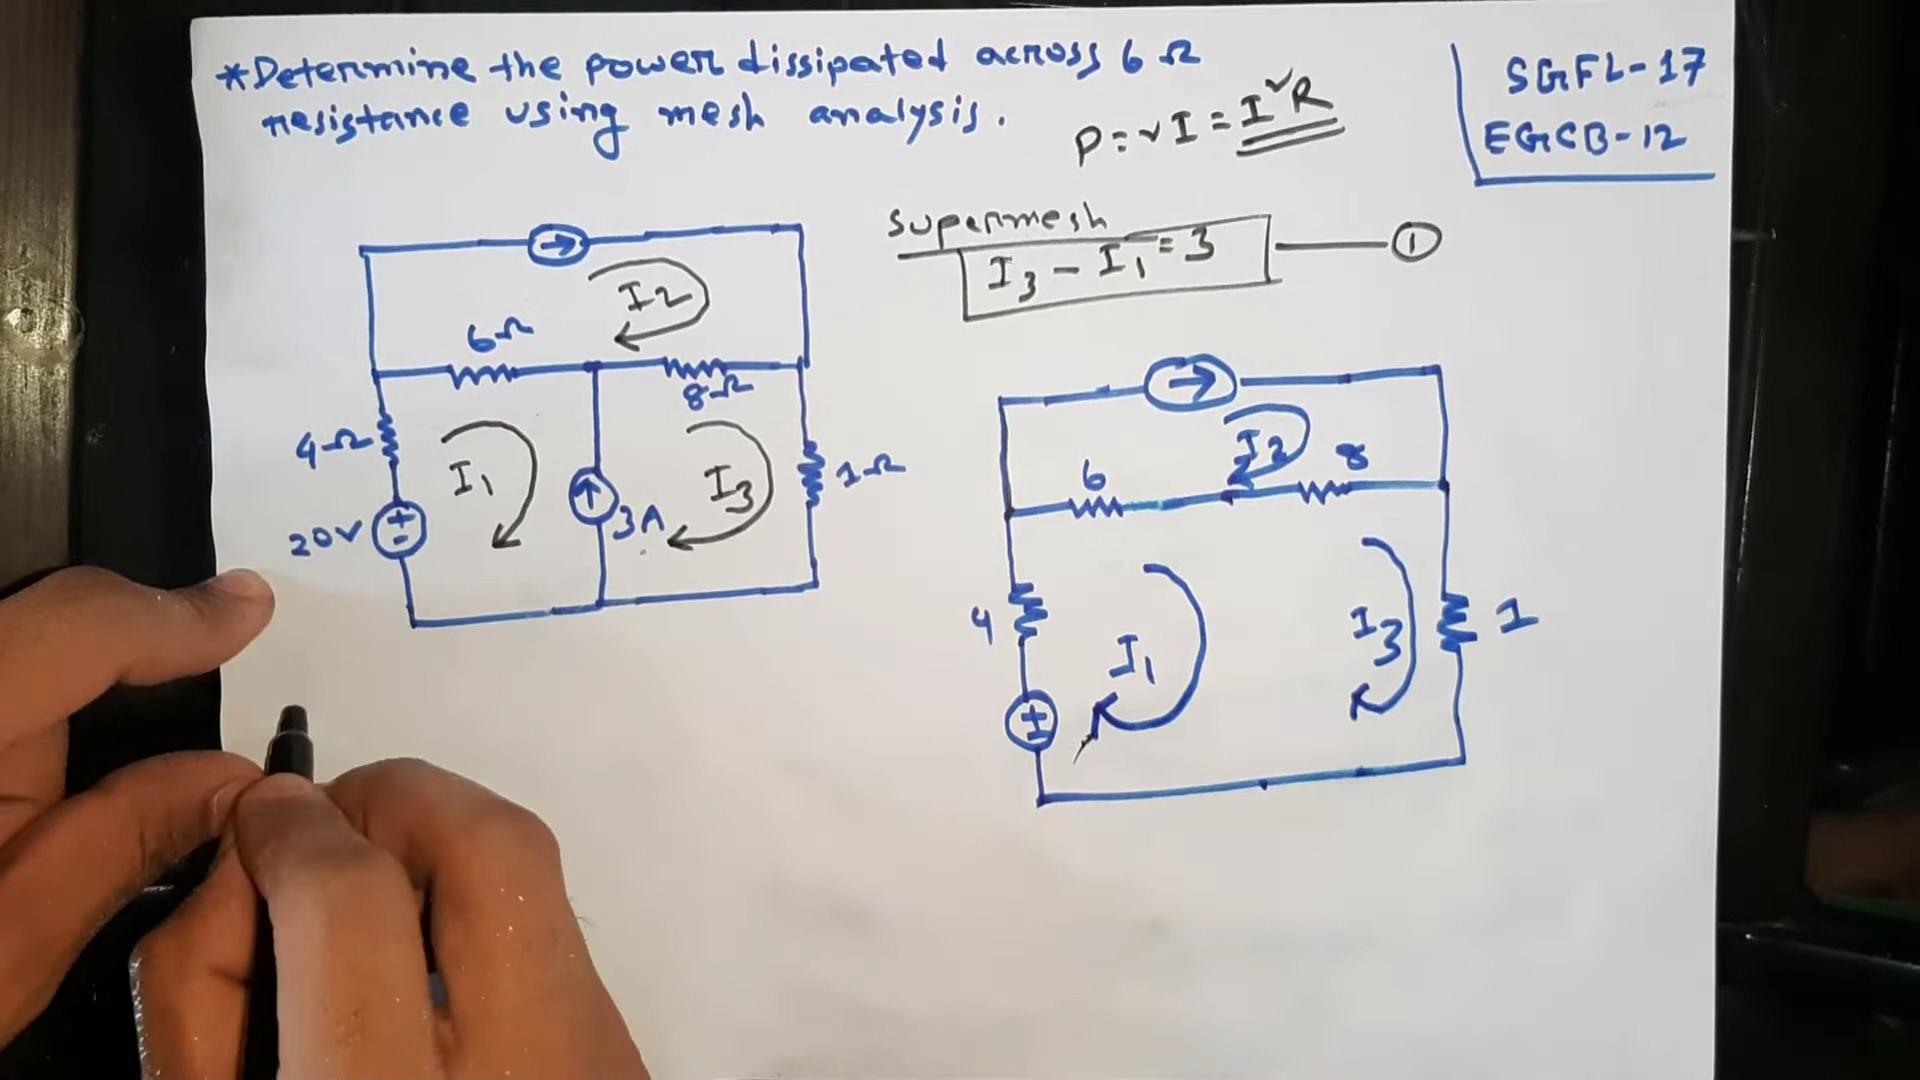 *Determine the power dissipated across 6 Ω
resistance using mesh analysis.
P = VI = I²R
SGFL-17
EGCB-12
supermesh
I₃ - I₁ = 3
①
I₂
6Ω
8Ω
4Ω
I₁
I₃
1Ω
20V
+
-
3A
I₂
6
8
4
I₁
I₃
1
±